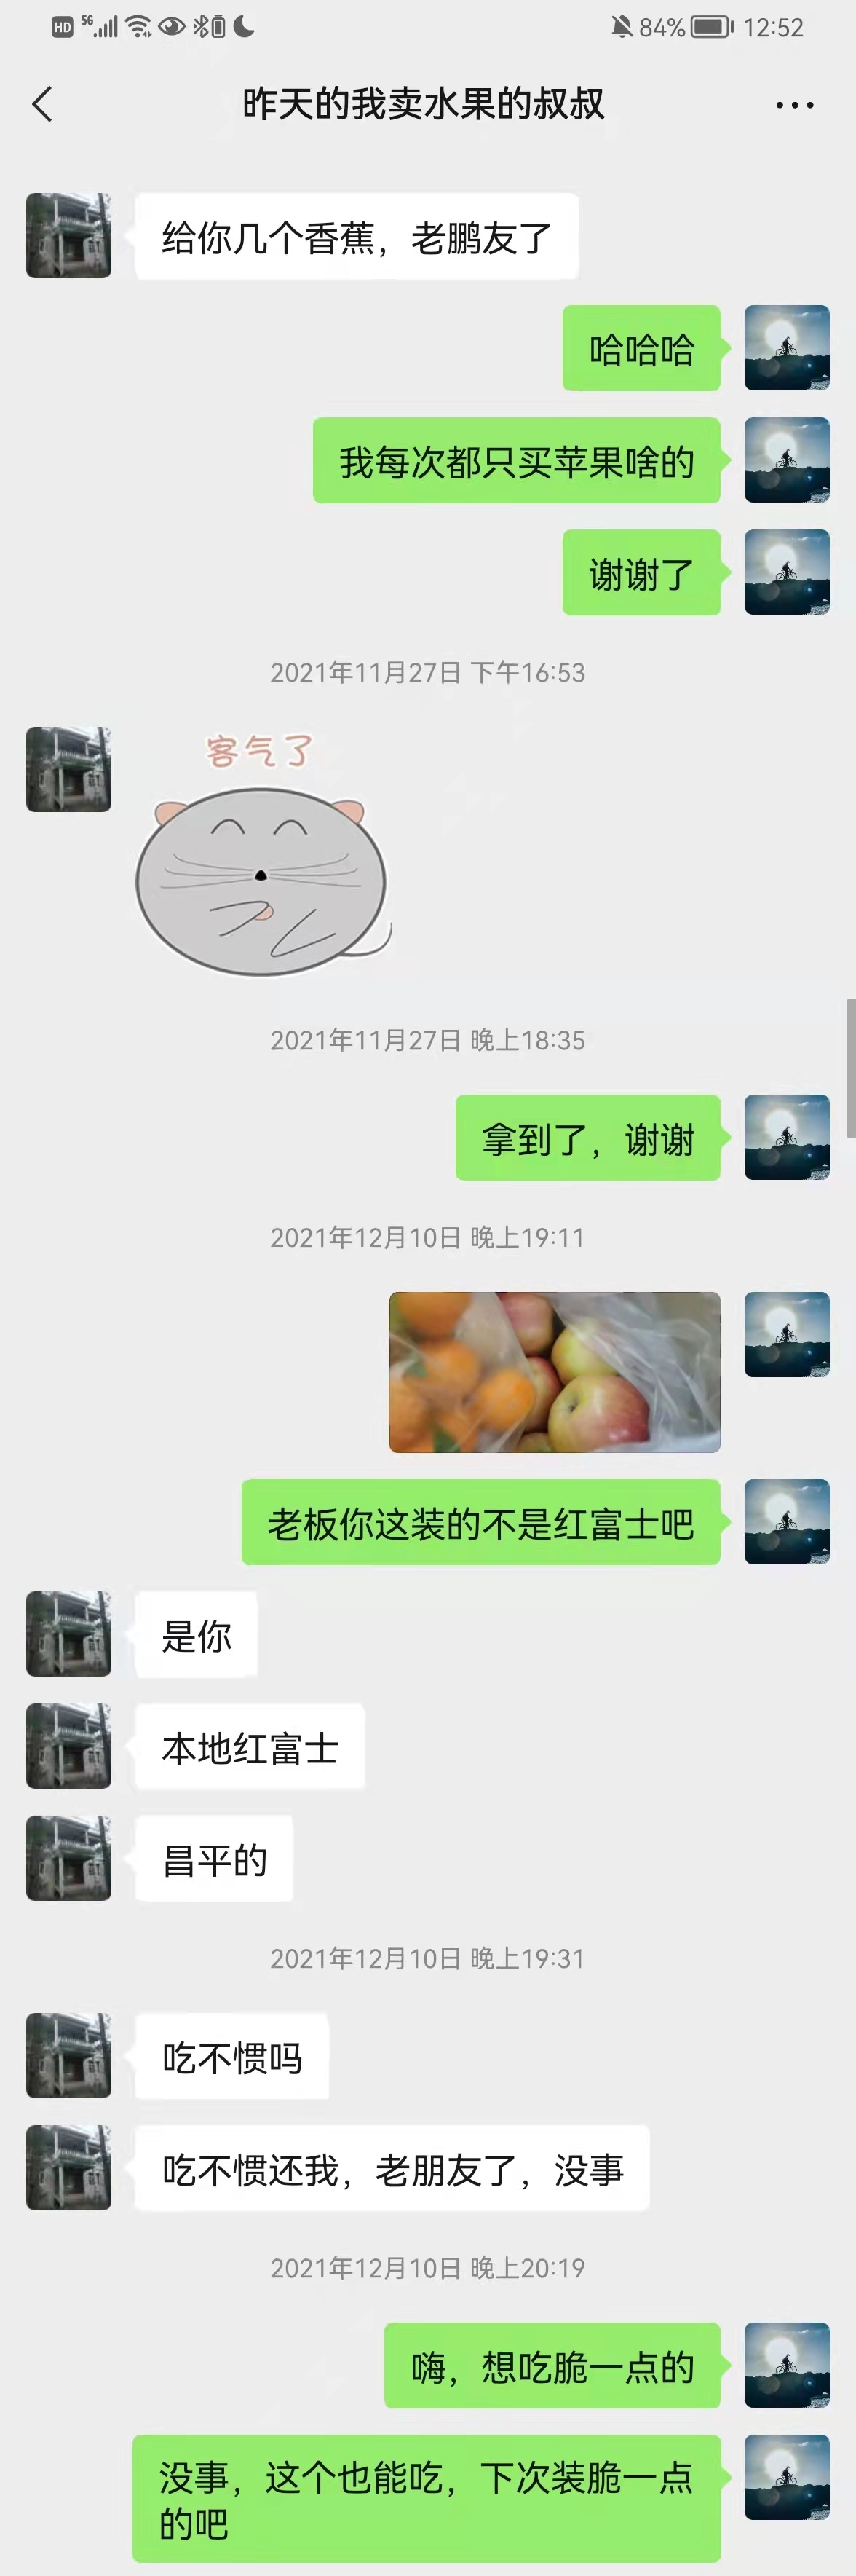 HD 5G 84% 12:52
昨天的我卖水果的叔叔
给你几个香蕉，老鹏友了
哈哈哈
我每次都只买苹果啥的
谢谢了
2021年11月27日 下午16:53
客气了
2021年11月27日 晚上18:35
拿到了，谢谢
2021年12月10日 晚上19:11
老板你这装的不是红富士吧
是你
本地红富士
昌平的
2021年12月10日 晚上19:31
吃不惯吗
吃不惯还我，老朋友了，没事
2021年12月10日 晚上20:19
嗨，想吃脆一点的
没事，这个也能吃，下次装脆一点
的吧